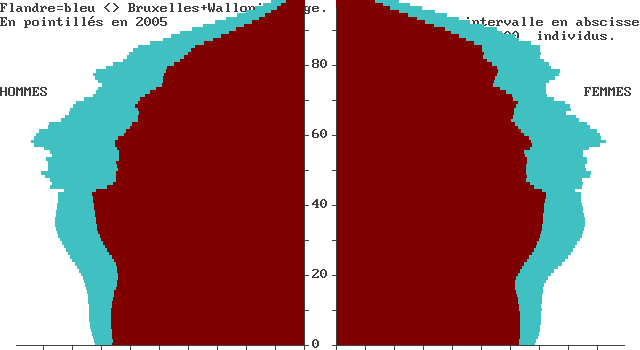 Flandre=bleu <> Bruxelles+Wallonie ge.
En pointillés en 2005 intervalle en abscisse
individus.
80
HOMMES FEMMES
60
40
20
0